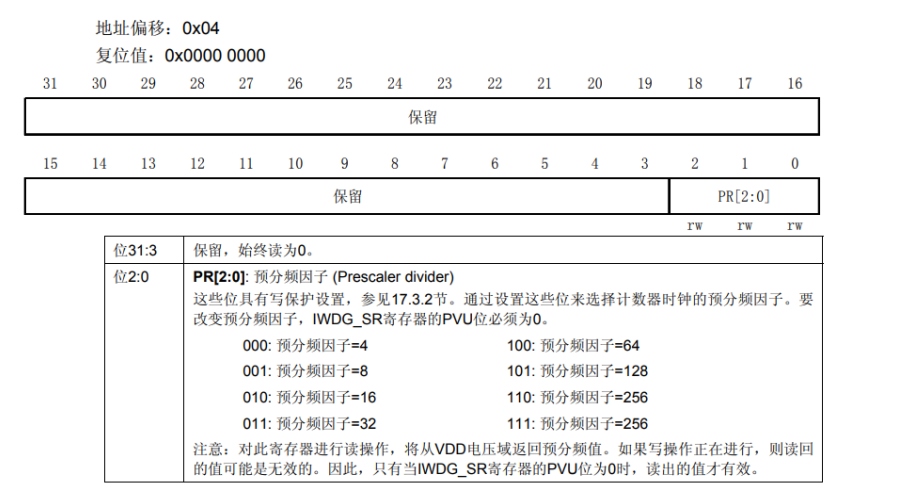 地址偏移：0x04
复位值：0x0000 0000
31 30 29 28 27 26 25 24 23 22 21 20 19 18 17 16
保留
15 14 13 12 11 10 9 8 7 6 5 4 3 2 1 0
保留 PR[2:0]
rw rw rw
位31:3 保留，始终读为0。
位2:0 PR[2:0]: 预分频因子 (Prescaler divider)
这些位具有写保护设置，参见17.3.2节。通过设置这些位来选择计数器时钟的预分频因子。要
改变预分频因子，IWDG_SR寄存器的PVU位必须为0。
000: 预分频因子=4 100: 预分频因子=64
001: 预分频因子=8 101: 预分频因子=128
010: 预分频因子=16 110: 预分频因子=256
011: 预分频因子=32 111: 预分频因子=256
注意：对此寄存器进行读操作，将从VDD电压域返回预分频值。如果写操作正在进行，则读回
的值可能是无效的。因此，只有当IWDG_SR寄存器的PVU位为0时，读出的值才有效。